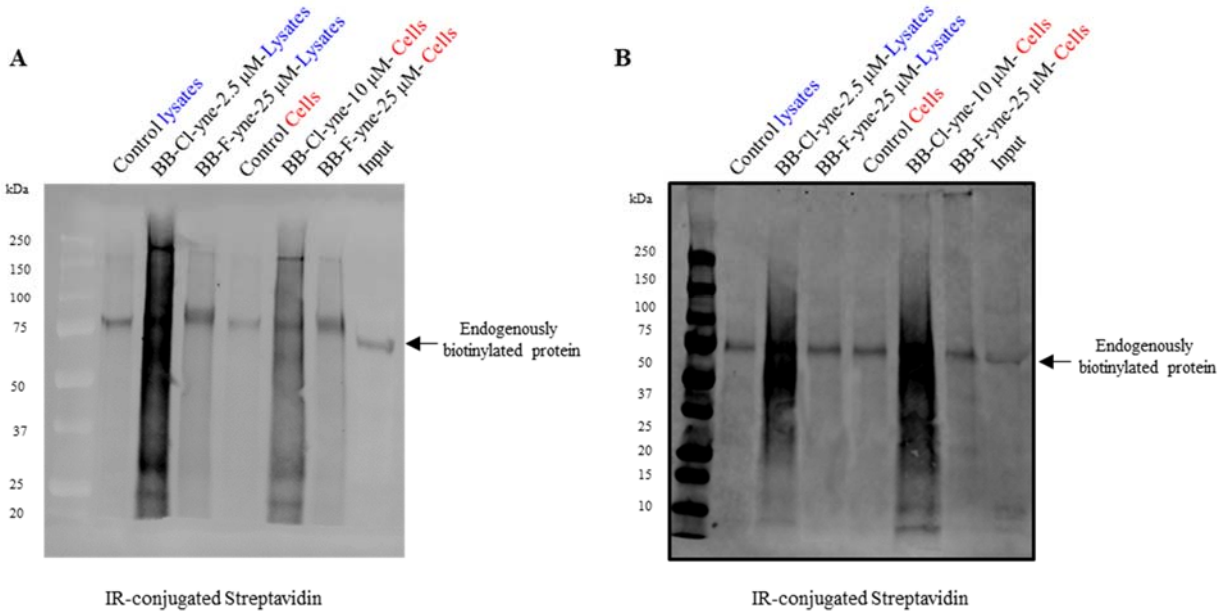 A
Control lysates
BB-Cl-yne-2.5 μM-Lysates
BB-F-yne-25 μM-Lysates
Control Cells
BB-Cl-yne-10 μM-Cells
BB-F-yne-25 μM- Cells
Input
kDa
250
150
100
75
50
37
25
20
Endogenously
biotinylated protein
IR-conjugated Streptavidin
B
Control lysates
BB-Cl-yne-2.5 μM-Lysates
BB-F-yne-25 μM-Lysates
Control Cells
BB-Cl-yne-10 μM-Cells
BB-F-yne-25 μM- Cells
Input
kDa
250
150
100
75
50
37
25
20
15
10
Endogenously
biotinylated protein
IR-conjugated Streptavidin